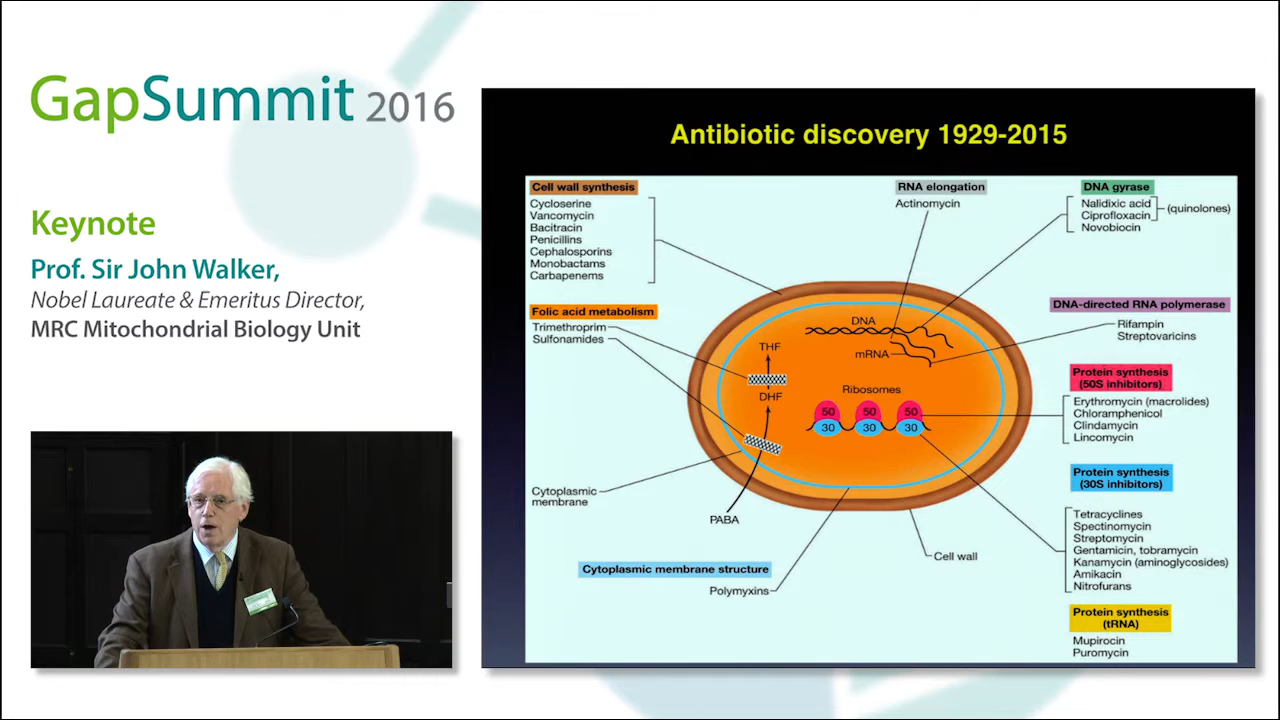 GapSummit 2016
Keynote
Prof. Sir John Walker,
Nobel Laureate & Emeritus Director,
MRC Mitochondrial Biology Unit
Antibiotic discovery 1929-2015
Cell wall synthesis
Cycloserine
Vancomycin
Bacitracin
Penicillins
Cephalosporins
Monobactams
Carbapenems
Folic acid metabolism
Trimethroprim
Sulfonamides
Cytoplasmic
membrane
PABA
THF
DHF
DNA
mRNA
Ribosomes
50 50 50
30 30 30
Cytoplasmic membrane structure
Polymyxins
Cell wall
RNA elongation
Actinomycin
DNA gyrase
Nalidixic acid
Ciprofloxacin
(quinolones)
Novobiocin
DNA-directed RNA polymerase
Rifampin
Streptovaricins
Protein synthesis
(50S inhibitors)
Erythromycin (macrolides)
Chloramphenicol
Clindamycin
Lincomycin
Protein synthesis
(30S inhibitors)
Tetracyclines
Spectinomycin
Streptomycin
Gentamicin, tobramycin
Kanamycin (aminoglycosides)
Amikacin
Nitrofurans
Protein synthesis
(tRNA)
Mupirocin
Puromycin